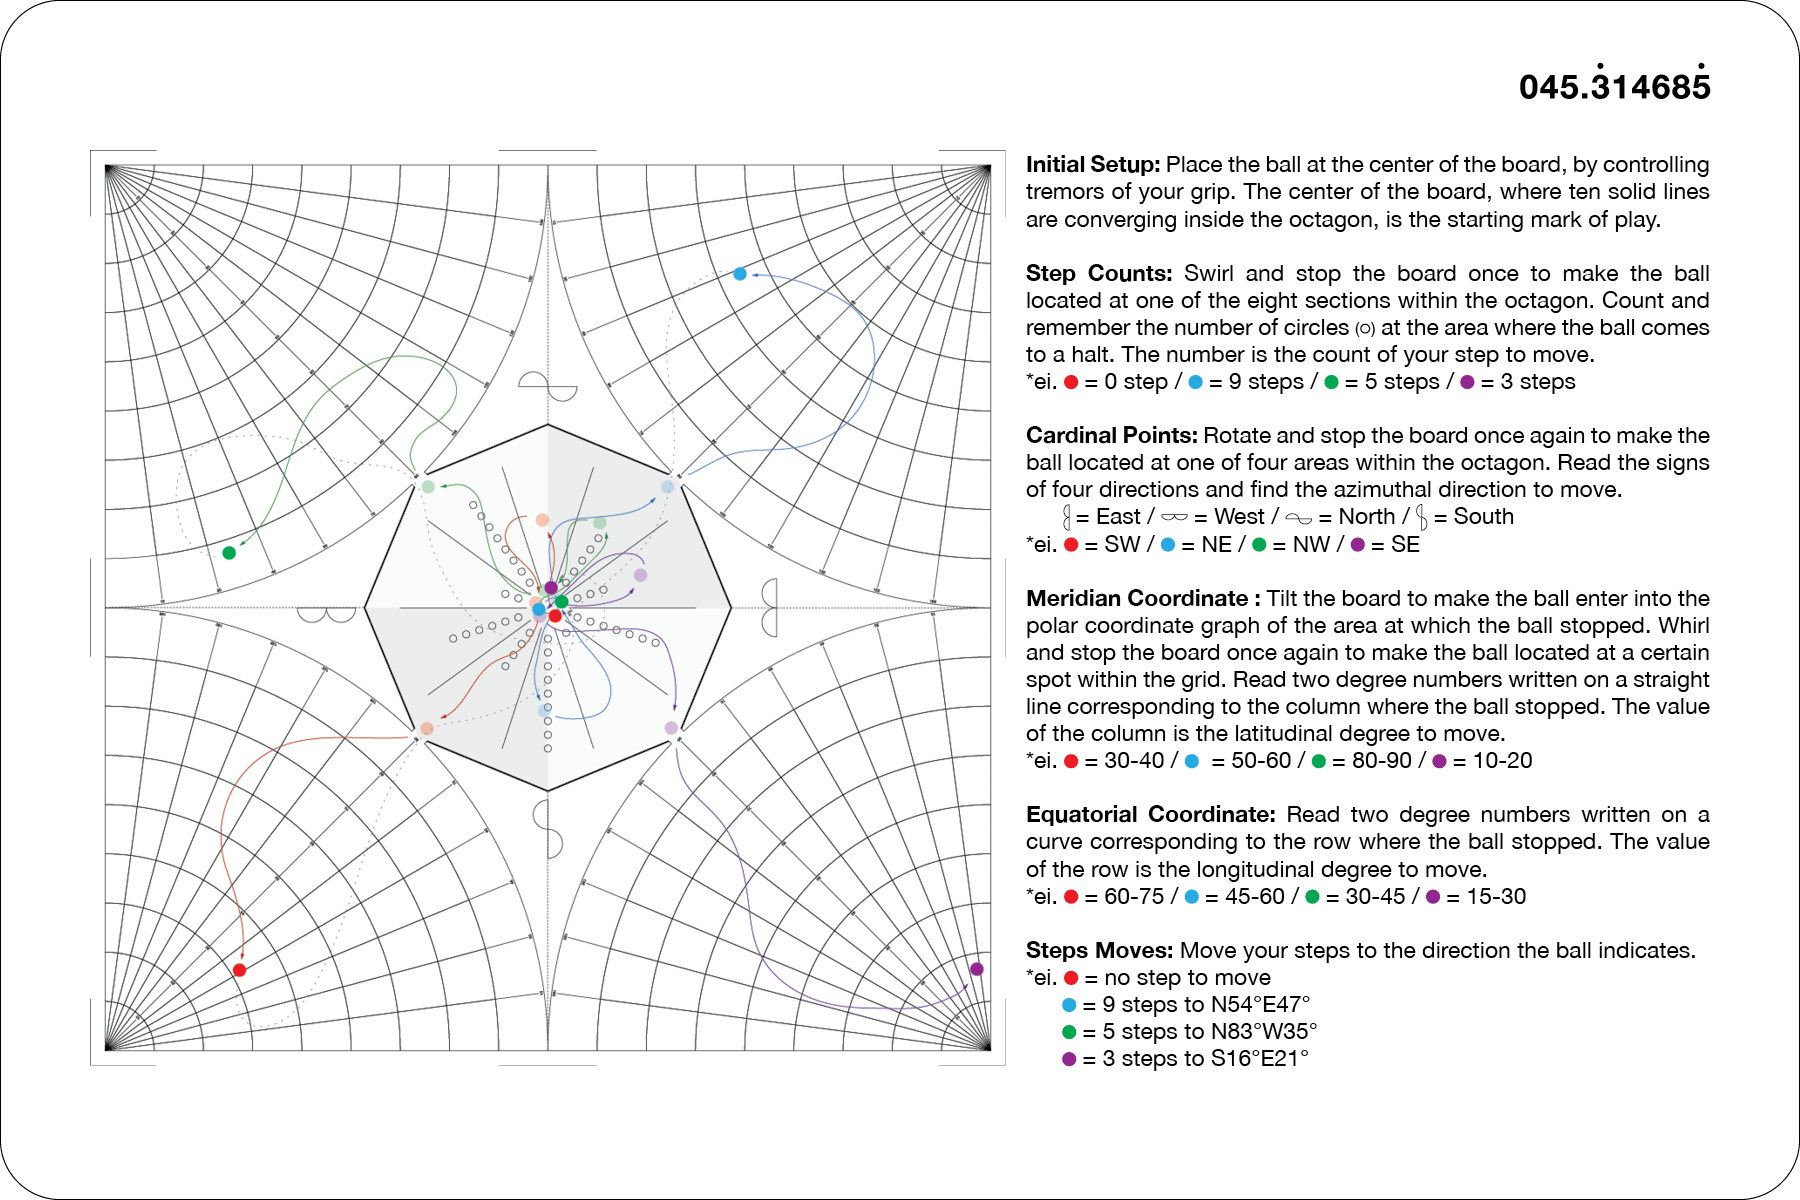 045.3̇14685̇
Initial Setup: Place the ball at the center of the board, by controlling
tremors of your grip. The center of the board, where ten solid lines
are converging inside the octagon, is the starting mark of play.
Step Counts: Swirl and stop the board once to make the ball
located at one of the eight sections within the octagon. Count and
remember the number of circles (○) at the area where the ball comes
to a halt. The number is the count of your step to move.
*ei. ● = 0 step / ● = 9 steps / ● = 5 steps / ● = 3 steps
Cardinal Points: Rotate and stop the board once again to make the
ball located at one of four areas within the octagon. Read the signs
of four directions and find the azimuthal direction to move.
= East / = West / = North / = South
*ei. ● = SW / ● = NE / ● = NW / ● = SE
Meridian Coordinate : Tilt the board to make the ball enter into the
polar coordinate graph of the area at which the ball stopped. Whirl
and stop the board once again to make the ball located at a certain
spot within the grid. Read two degree numbers written on a straight
line corresponding to the column where the ball stopped. The value
of the column is the latitudinal degree to move.
*ei. ● = 30-40 / ● = 50-60 / ● = 80-90 / ● = 10-20
Equatorial Coordinate: Read two degree numbers written on a
curve corresponding to the row where the ball stopped. The value
of the row is the longitudinal degree to move.
*ei. ● = 60-75 / ● = 45-60 / ● = 30-45 / ● = 15-30
Steps Moves: Move your steps to the direction the ball indicates.
*ei. ● = no step to move
● = 9 steps to N54°E47°
● = 5 steps to N83°W35°
● = 3 steps to S16°E21°